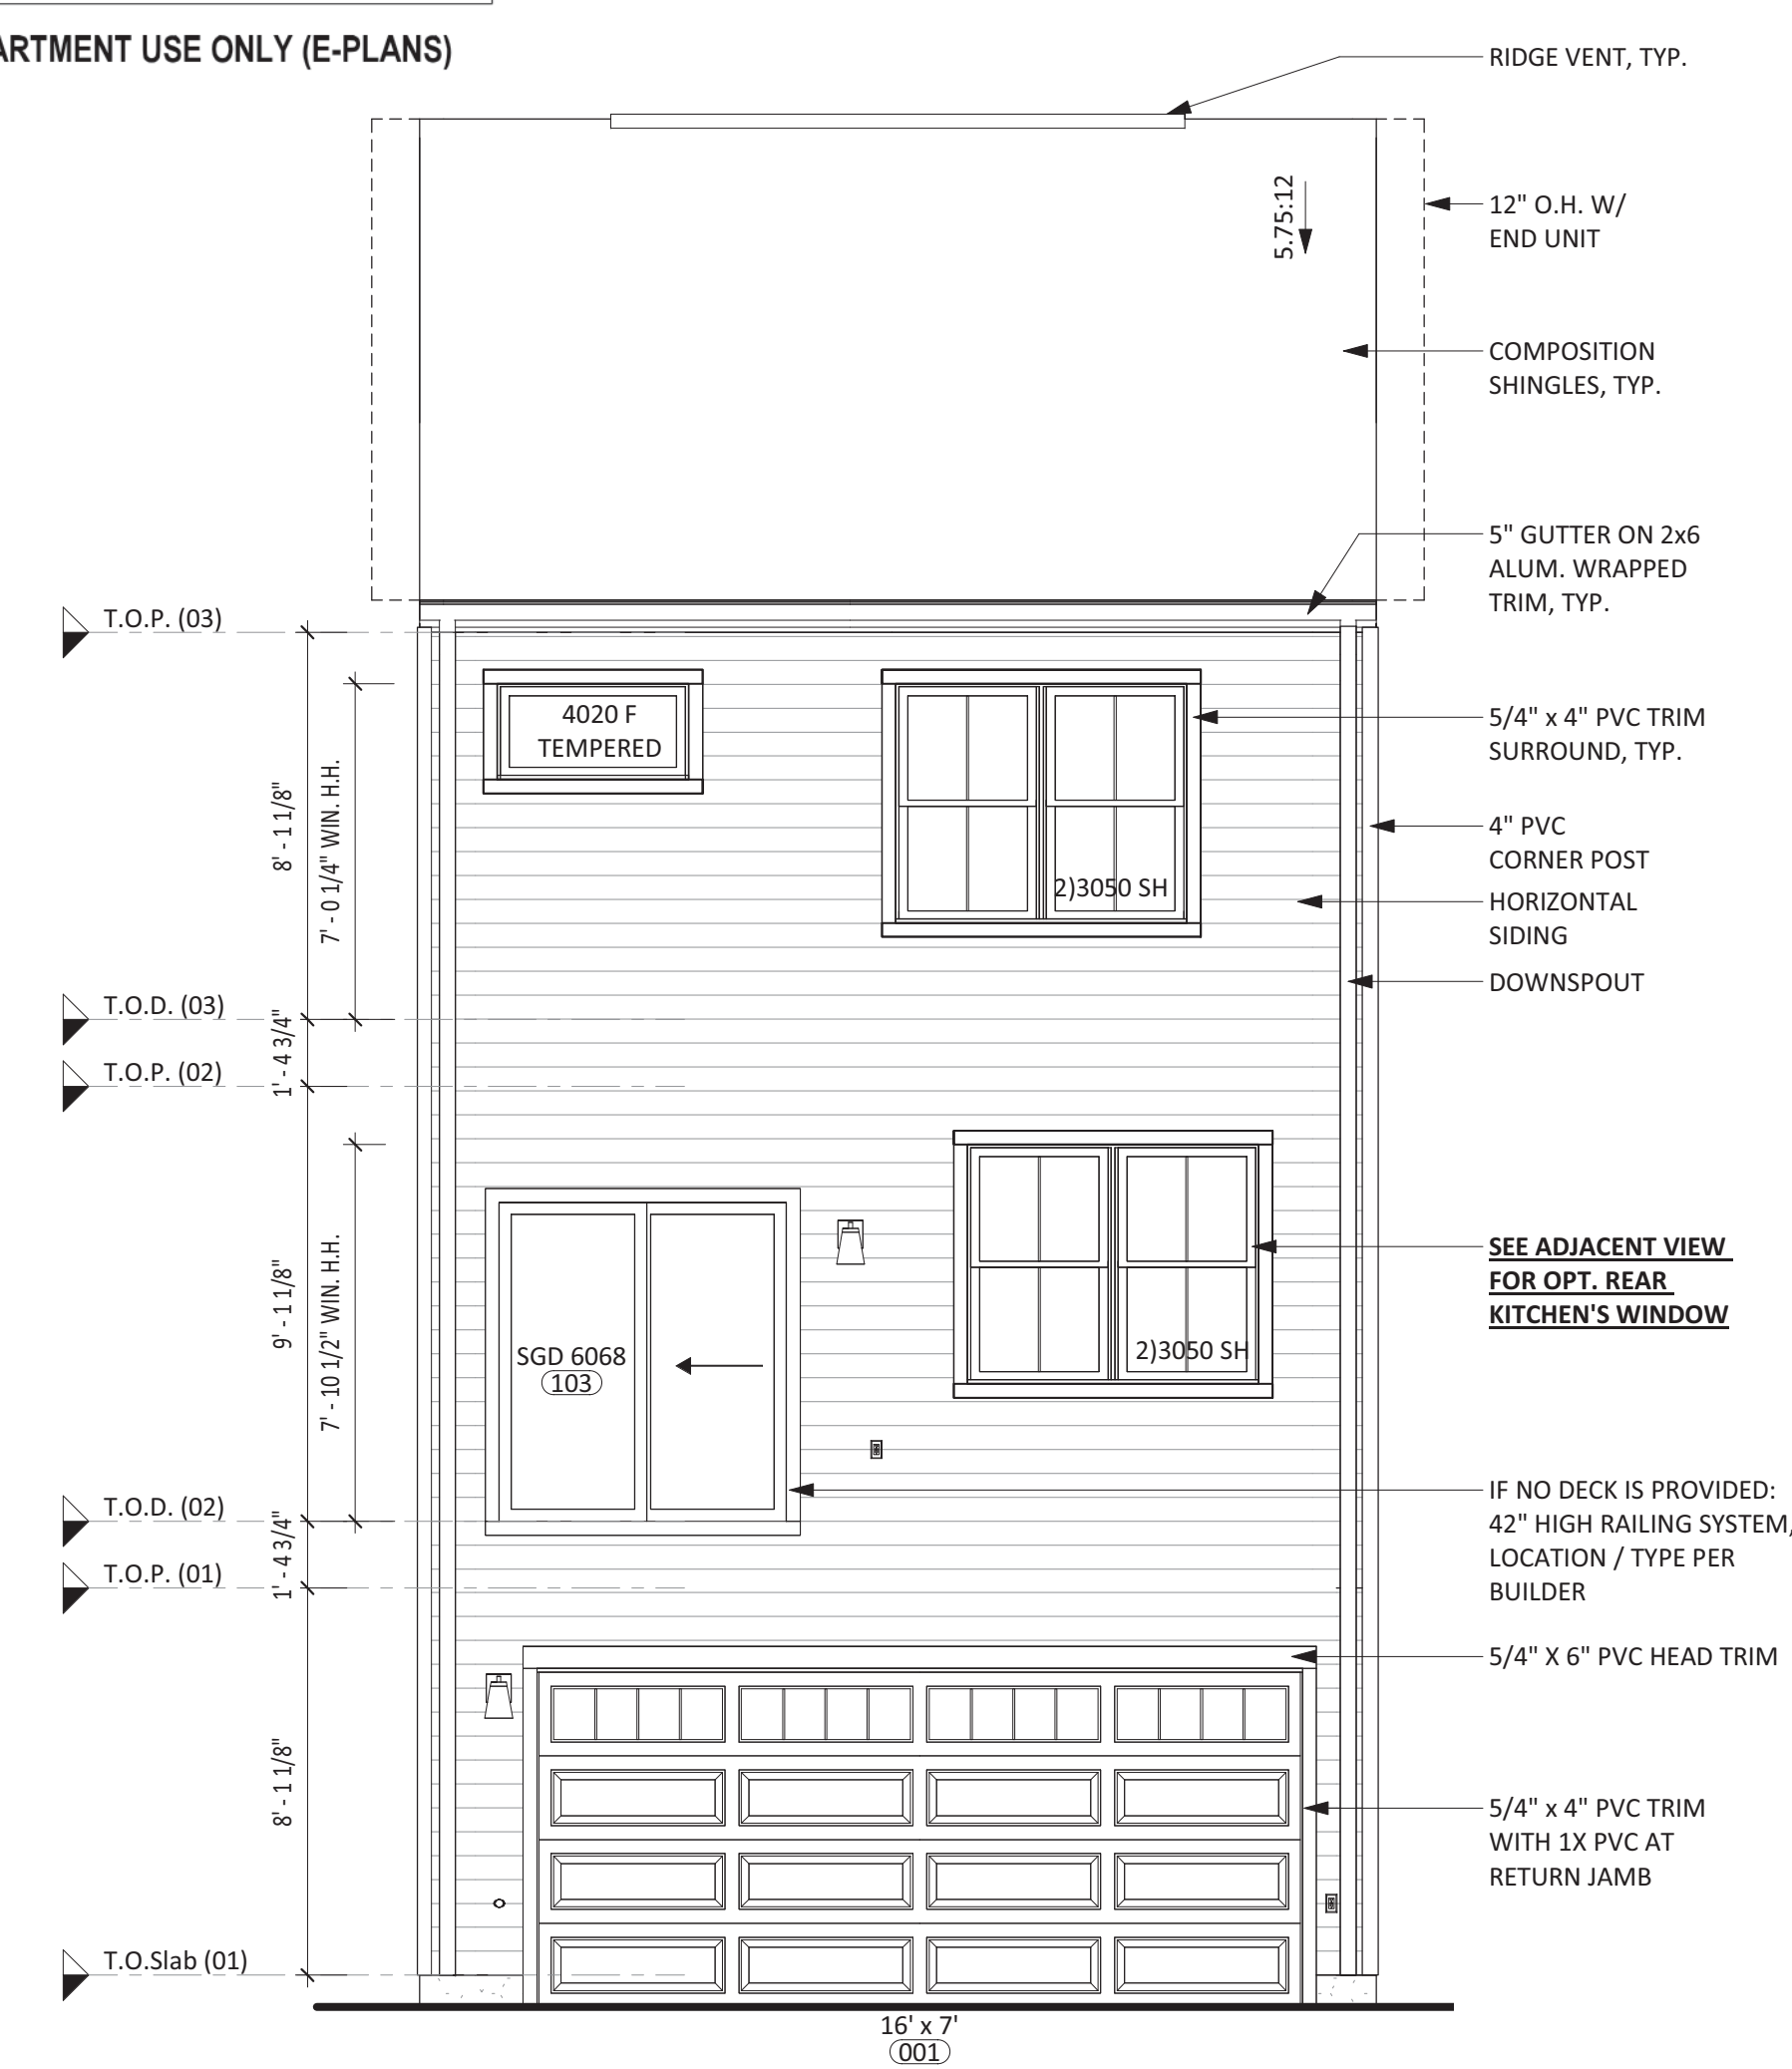 ARTMENT USE ONLY (E-PLANS)
RIDGE VENT, TYP.
5.75:12
12" O.H. W/
END UNIT
COMPOSITION
SHINGLES, TYP.
5" GUTTER ON 2x6
ALUM. WRAPPED
TRIM, TYP.
T.O.P. (03)
4020 F
TEMPERED
5/4" x 4" PVC TRIM
SURROUND, TYP.
8' - 1 1/8"
7' - 0 1/4" WIN. H.H.
4" PVC
CORNER POST
2)3050 SH
HORIZONTAL
SIDING
DOWNSPOUT
T.O.D. (03)
1' - 4 3/4"
T.O.P. (02)
9' - 1 1/8"
7' - 10 1/2" WIN. H.H.
SEE ADJACENT VIEW
FOR OPT. REAR
KITCHEN'S WINDOW
SGD 6068
103
2)3050 SH
T.O.D. (02)
1' - 4 3/4"
T.O.P. (01)
IF NO DECK IS PROVIDED:
42" HIGH RAILING SYSTEM,
LOCATION / TYPE PER
BUILDER
5/4" X 6" PVC HEAD TRIM
8' - 1 1/8"
5/4" x 4" PVC TRIM
WITH 1X PVC AT
RETURN JAMB
T.O.Slab (01)
16' x 7'
001